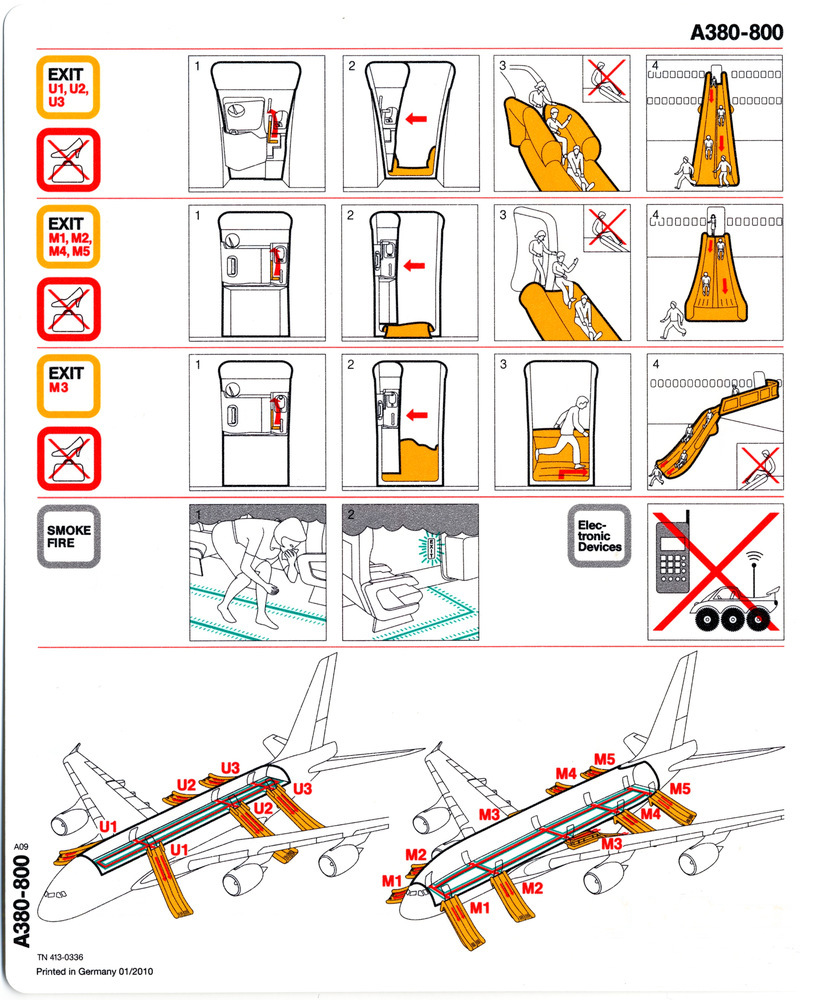 A380-800
EXIT
U1, U2,
U3
1
2
3
4
EXIT
M1, M2,
M4, M5
1
2
3
4
EXIT
M3
1
2
3
4
SMOKE
FIRE
1
2
EXIT
Elec-
tronic
Devices
U3
U2
U3
U2
U1
U1
M5
M4
M5
M3
M4
M3
M2
M2
M1
M1
A09
A380-800
TN 413-0336
Printed in Germany 01/2010